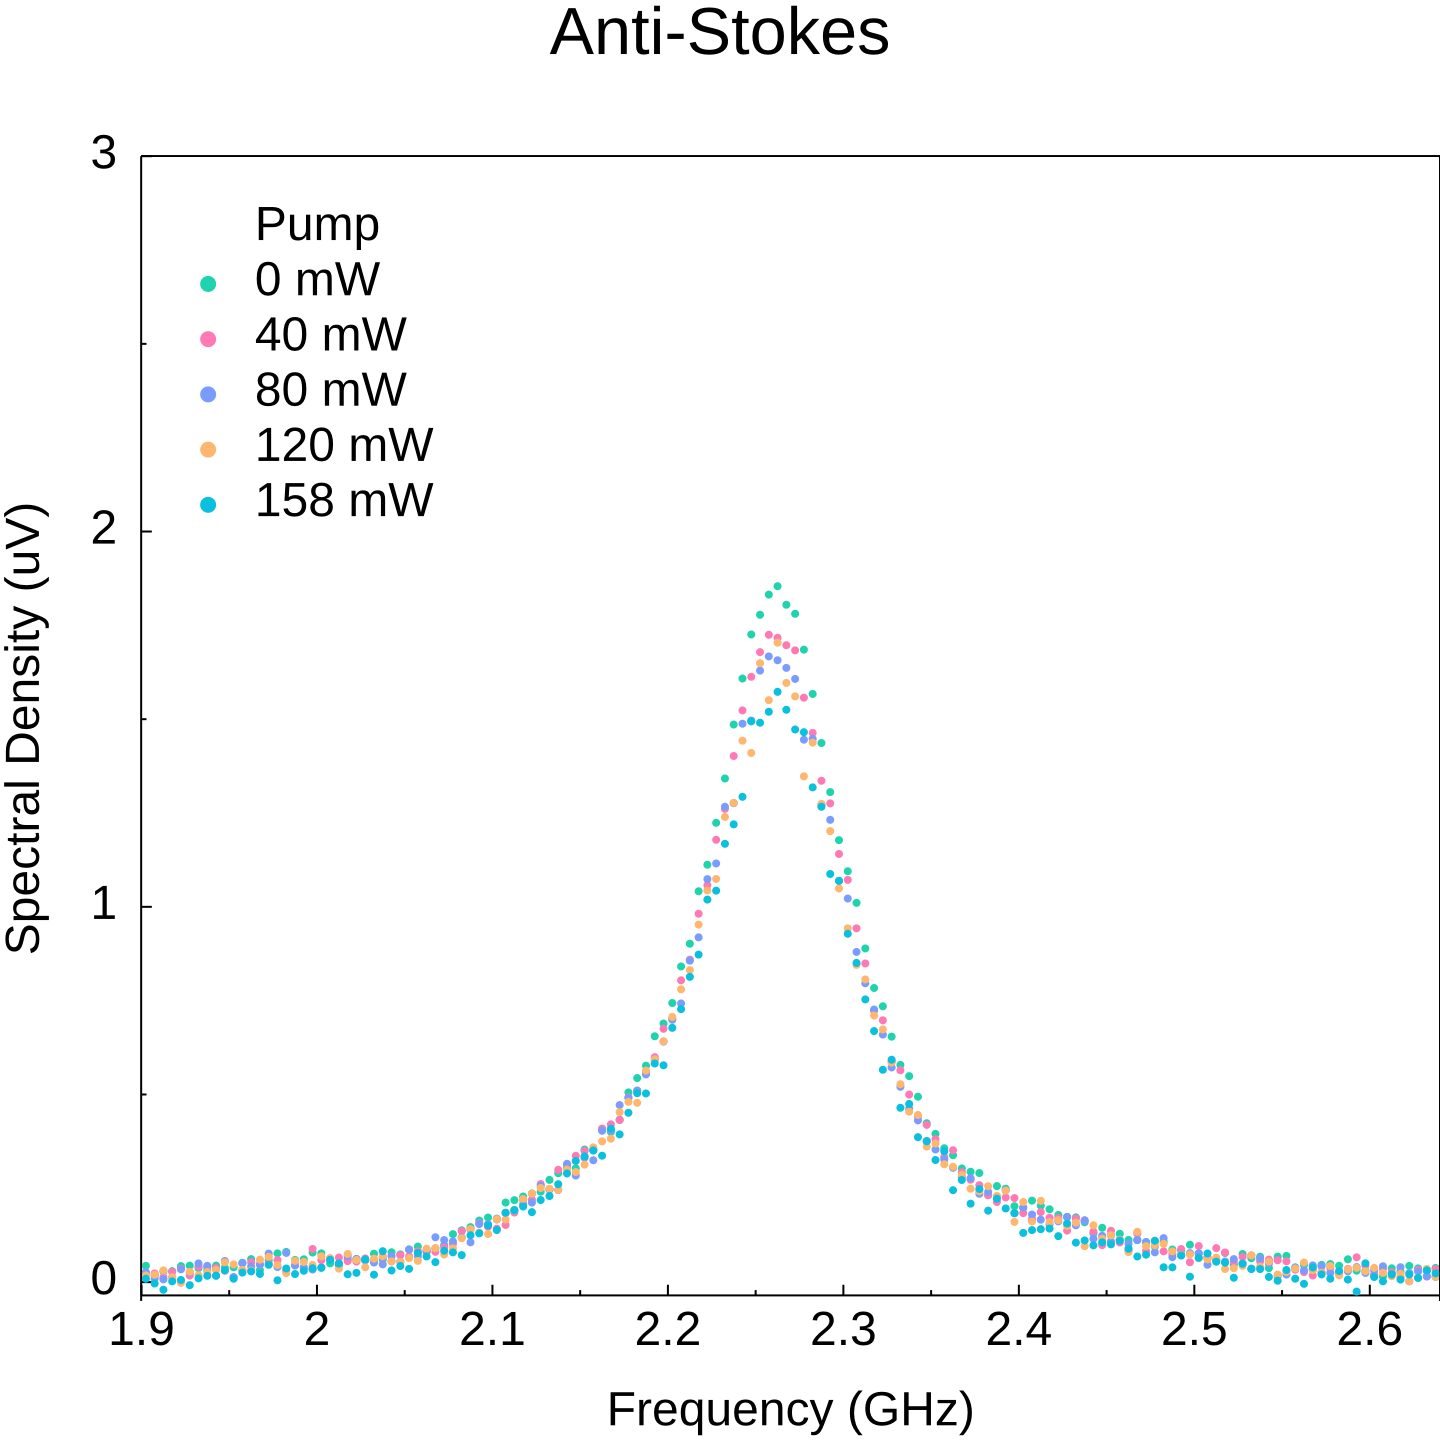 Anti-Stokes
3
2
1
0
Spectral Density (uV)
Pump
0 mW
40 mW
80 mW
120 mW
158 mW
1.9 2 2.1 2.2 2.3 2.4 2.5 2.6
Frequency (GHz)